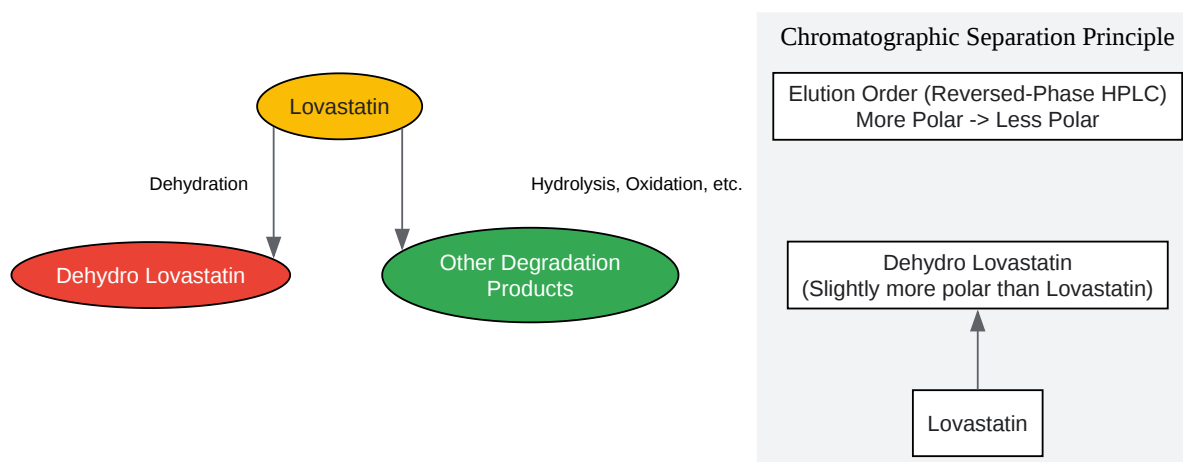 Lovastatin
Dehydration
Hydrolysis, Oxidation, etc.
Dehydro Lovastatin
Other Degradation
Products
Chromatographic Separation Principle
Elution Order (Reversed-Phase HPLC)
More Polar -> Less Polar
Dehydro Lovastatin
(Slightly more polar than Lovastatin)
Lovastatin